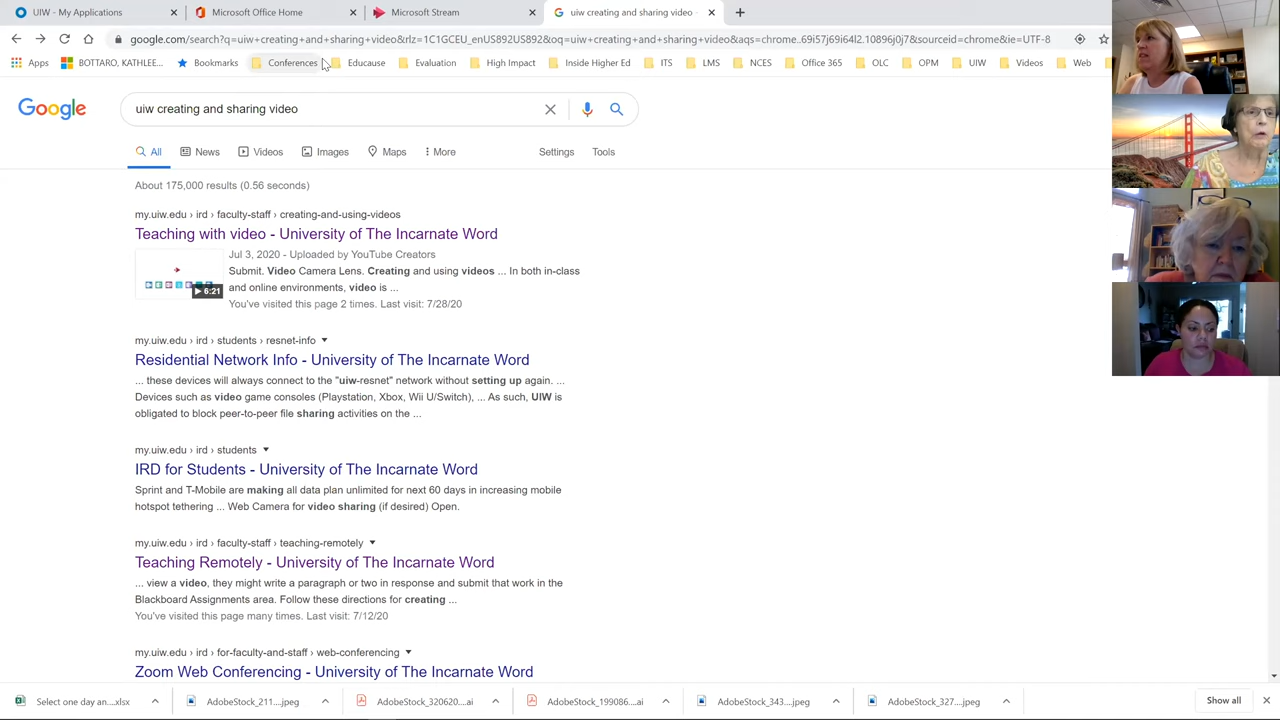 UIW - My Applications
Microsoft Office Home
Microsoft Stream
uiw creating and sharing video -
google.com/search?q=uiw+creating+and+sharing+video&rlz=1C1GCEU_enUS892US892&oq=uiw+creating+and+sharing+video&aqs=chrome..69i57j69i64l2.10896j0j7&sourceid=chrome&ie=UTF-8
Apps
BOTTARO, KATHLEE...
Bookmarks
Conferences
Educause
Evaluation
High Impact
Inside Higher Ed
ITS
LMS
NCES
Office 365
OLC
OPM
UIW
Videos
Web
Google
uiw creating and sharing video
All
News
Videos
Images
Maps
More
Settings
Tools
About 175,000 results (0.56 seconds)
my.uiw.edu › ird › faculty-staff › creating-and-using-videos
Teaching with video - University of The Incarnate Word
6:21
Jul 3, 2020 - Uploaded by YouTube Creators
Submit. Video Camera Lens. Creating and using videos ... In both in-class
and online environments, video is ...
You've visited this page 2 times. Last visit: 7/28/20
my.uiw.edu › ird › students › resnet-info
Residential Network Info - University of The Incarnate Word
... these devices will always connect to the "uiw-resnet" network without setting up again. ...
Devices such as video game consoles (Playstation, Xbox, Wii U/Switch), ... As such, UIW is
obligated to block peer-to-peer file sharing activities on the ...
my.uiw.edu › ird › students
IRD for Students - University of The Incarnate Word
Sprint and T-Mobile are making all data plan unlimited for next 60 days in increasing mobile
hotspot tethering ... Web Camera for video sharing (if desired) Open.
my.uiw.edu › ird › faculty-staff › teaching-remotely
Teaching Remotely - University of The Incarnate Word
... view a video, they might write a paragraph or two in response and submit that work in the
Blackboard Assignments area. Follow these directions for creating ...
You've visited this page many times. Last visit: 7/12/20
my.uiw.edu › ird › for-faculty-and-staff › web-conferencing
Zoom Web Conferencing - University of The Incarnate Word
Select one day an....xlsx
AdobeStock_211....jpeg
AdobeStock_320620....ai
AdobeStock_199086....ai
AdobeStock_343....jpeg
AdobeStock_327....jpeg
Show all